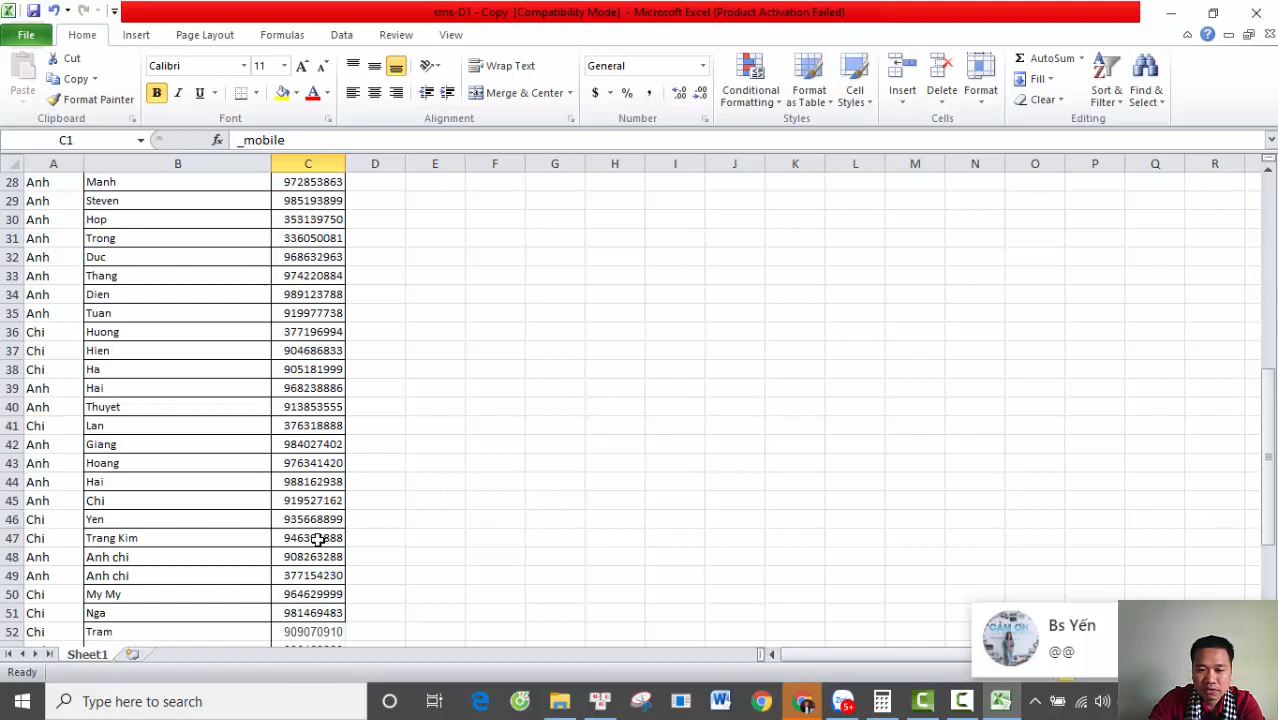 sms-D1 - Copy  [Compatibility Mode]  -  Microsoft Excel (Product Activation Failed)
File Home Insert Page Layout Formulas Data Review View
Cut
Copy
Format Painter
Paste
Clipboard
Calibri 11
B I U
Font
Wrap Text
Merge & Center
Alignment
General
$ % ,
Number
Conditional Formatting
Format as Table
Cell Styles
Styles
Insert Delete Format
Cells
AutoSum
Fill
Clear
Sort & Filter
Find & Select
Editing
C1 fx _mobile
A B C D E F G H I J K L M N O P Q R
28 Anh Manh 972853863
29 Anh Steven 985193899
30 Anh Hop 353139750
31 Anh Trong 336050081
32 Anh Duc 968632963
33 Anh Thang 974220884
34 Anh Dien 989123788
35 Anh Tuan 919977738
36 Chi Huong 377196994
37 Chi Hien 904686833
38 Chi Ha 905181999
39 Anh Hai 968238886
40 Anh Thuyet 913853555
41 Chi Lan 376318888
42 Anh Giang 984027402
43 Anh Hoang 976341420
44 Anh Hai 988162938
45 Anh Chi 919527162
46 Chi Yen 935668899
47 Chi Trang Kim
48 Anh Anh chi 908263288
49 Anh Anh chi 377154230
50 Chi My My 964629999
51 Chi Nga 981469483
52 Chi Tram 909070910
Sheet1
Ready
CẢM ƠN
Bs Yến
@@
Type here to search
5+